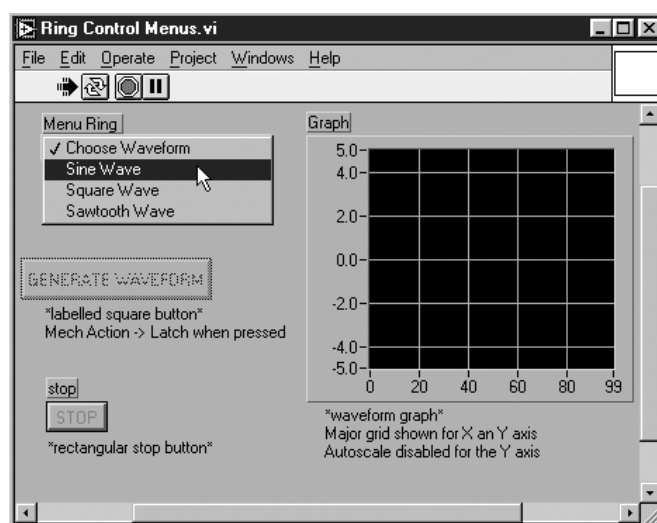 Ring Control Menus.vi
File Edit Operate Project Windows Help
Menu Ring
✓ Choose Waveform
Sine Wave
Square Wave
Sawtooth Wave
GENERATE WAVEFORM
*labelled square button*
Mech Action -> Latch when pressed
stop
STOP
*rectangular stop button*
Graph
5.0
4.0
2.0
0.0
-2.0
-4.0
-5.0
0 20 40 60 80 99
*waveform graph*
Major grid shown for X an Y axis
Autoscale disabled for the Y axis